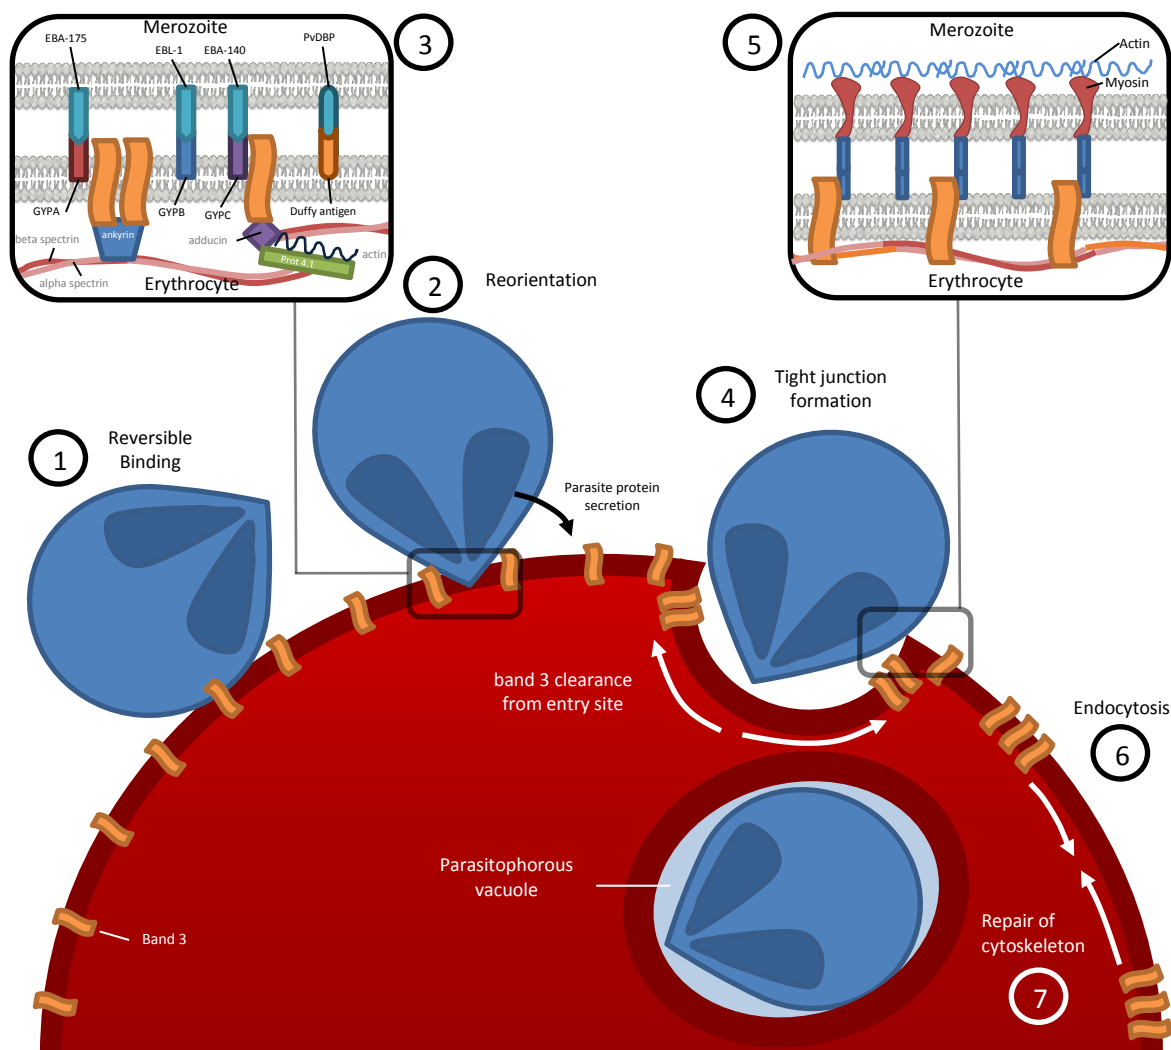 Merozoite
EBA-175
EBL-1
EBA-140
PvDBP
3
GYPA
GYPB
GYPC
Duffy antigen
ankyrin
beta spectrin
adducin
actin
Prot 4.1
alpha spectrin
Erythrocyte
5
Merozoite
Actin
Myosin
Erythrocyte
2
Reorientation
4
Tight junction
formation
1
Reversible
Binding
Parasite protein
secretion
band 3 clearance
from entry site
Endocytosis
6
Parasitophorous
vacuole
Band 3
Repair of
cytoskeleton
7